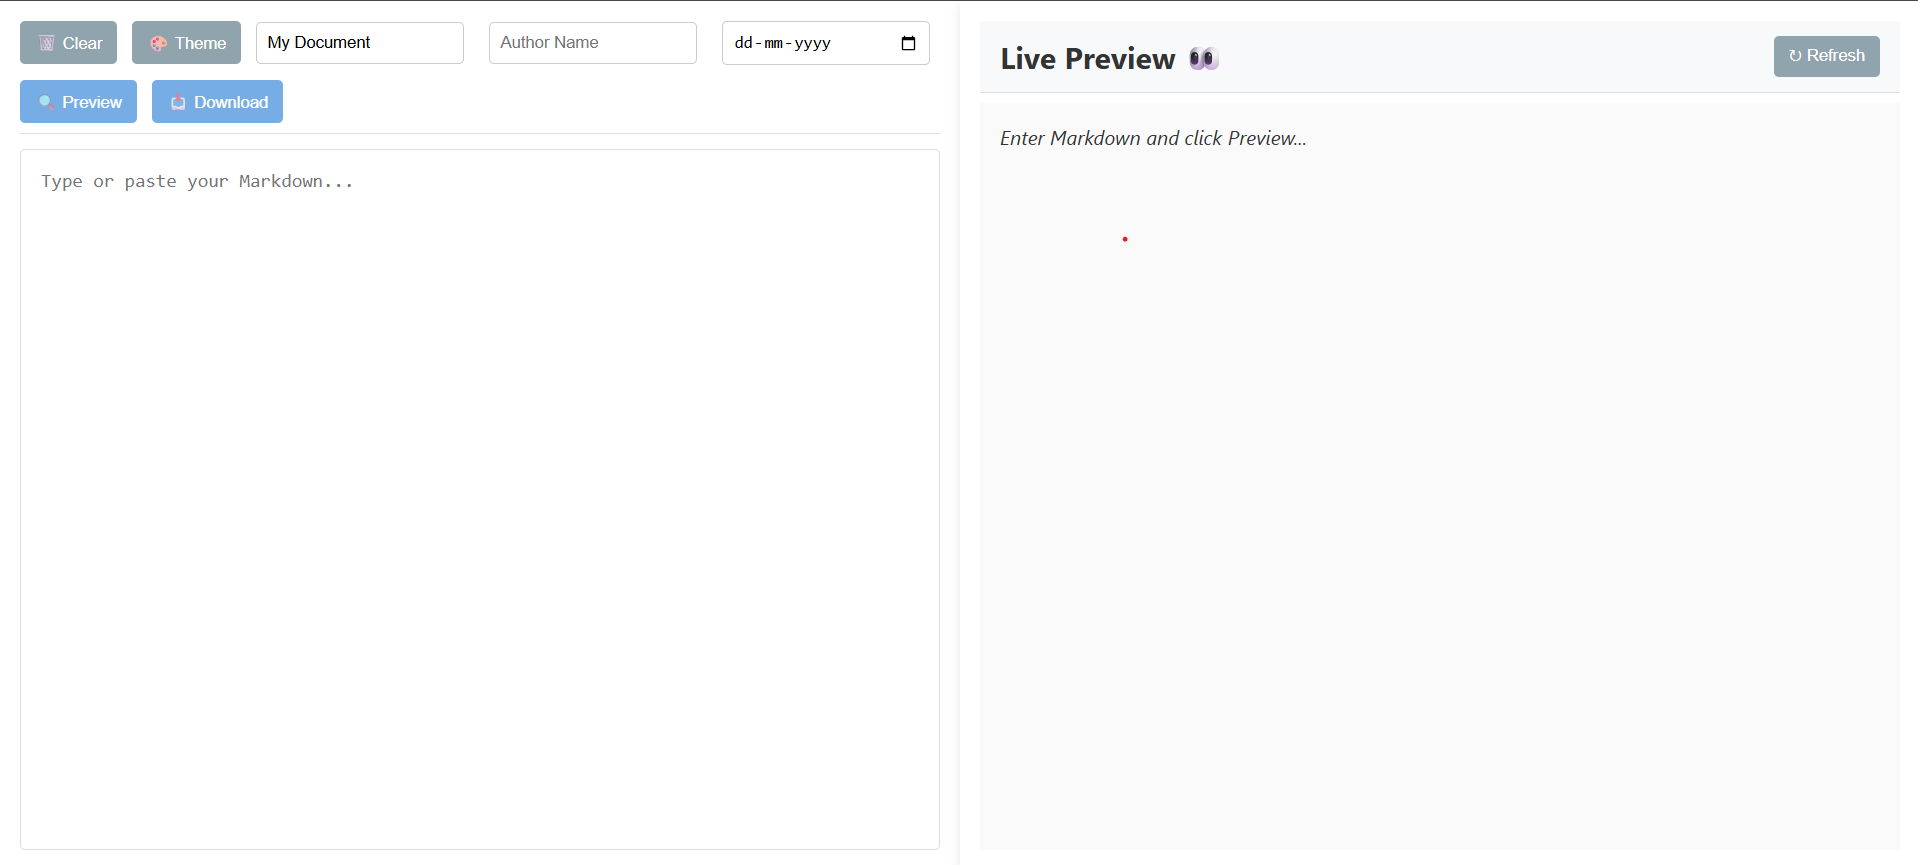 Clear Theme My Document Author Name dd-mm-yyyy
Preview Download
Type or paste your Markdown...
Live Preview 👀 ↻ Refresh
Enter Markdown and click Preview...